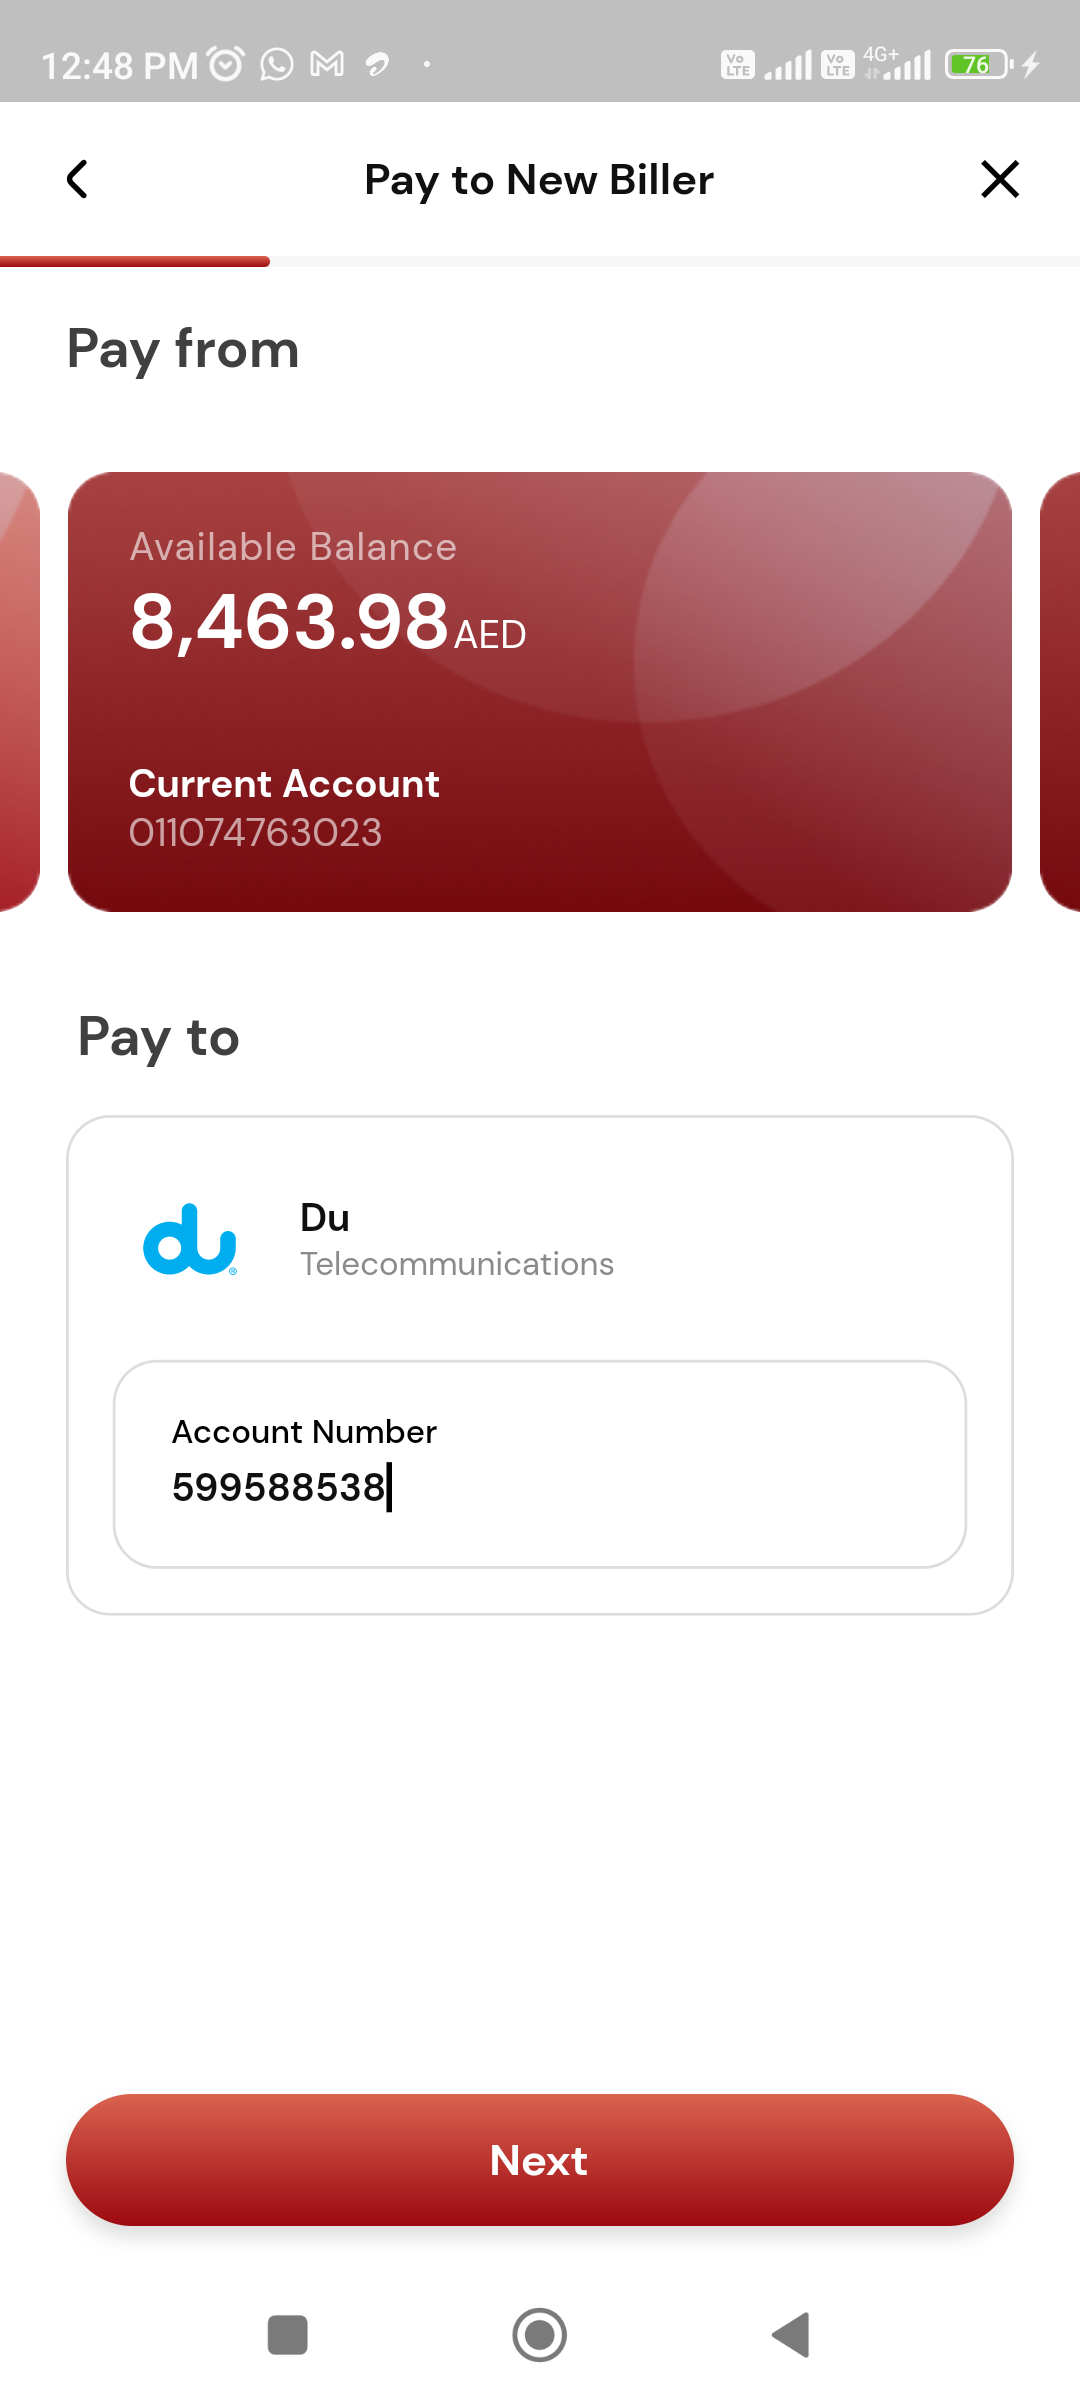 12:48 PM
Vo LTE Vo LTE 4G+ 76
Pay to New Biller
Pay from
Available Balance
8,463.98 AED
Current Account
011074763023
Pay to
du
Du
Telecommunications
Account Number
599588538
Next